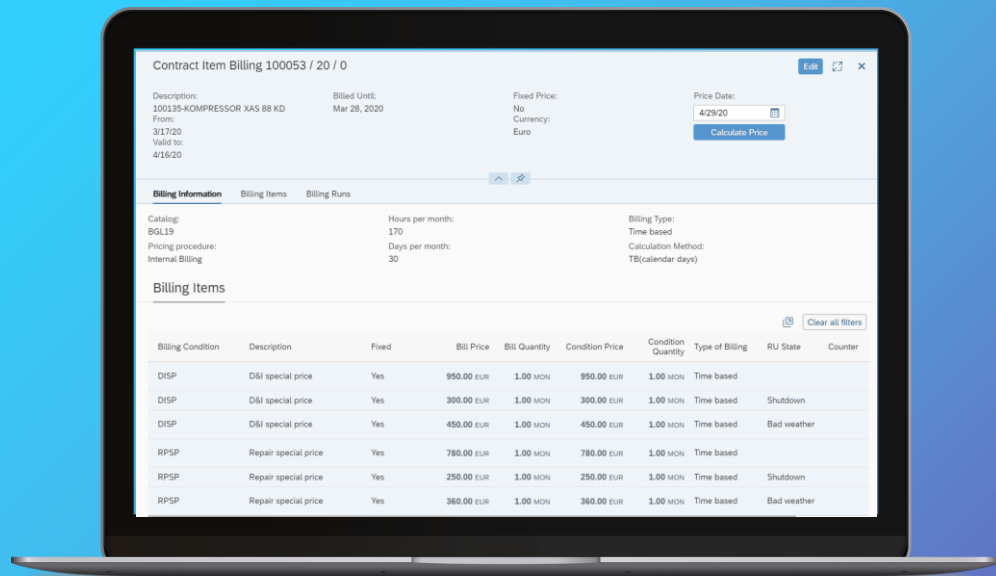 Contract Item Billing 100053 / 20 / 0
Edit
Description:
100135-KOMPRESSOR XAS 88 KD
From:
3/17/20
Valid to:
4/16/20
Billed Until:
Mar 28, 2020
Fixed Price:
No
Currency:
Euro
Price Date:
4/29/20
Calculate Price
Billing Information Billing Items Billing Runs
Catalog:
BGL19
Pricing procedure:
Internal Billing
Hours per month:
170
Days per month:
30
Billing Type:
Time based
Calculation Method:
TB(calendar days)
Billing Items
Clear all filters
Billing Condition Description Fixed Bill Price Bill Quantity Condition Price Condition Quantity Type of Billing RU State Counter
DISP D&I special price Yes 950.00 EUR 1.00 MON 950.00 EUR 1.00 MON Time based
DISP D&I special price Yes 300.00 EUR 1.00 MON 300.00 EUR 1.00 MON Time based Shutdown
DISP D&I special price Yes 450.00 EUR 1.00 MON 450.00 EUR 1.00 MON Time based Bad weather
RPSP Repair special price Yes 780.00 EUR 1.00 MON 780.00 EUR 1.00 MON Time based
RPSP Repair special price Yes 250.00 EUR 1.00 MON 250.00 EUR 1.00 MON Time based Shutdown
RPSP Repair special price Yes 360.00 EUR 1.00 MON 360.00 EUR 1.00 MON Time based Bad weather